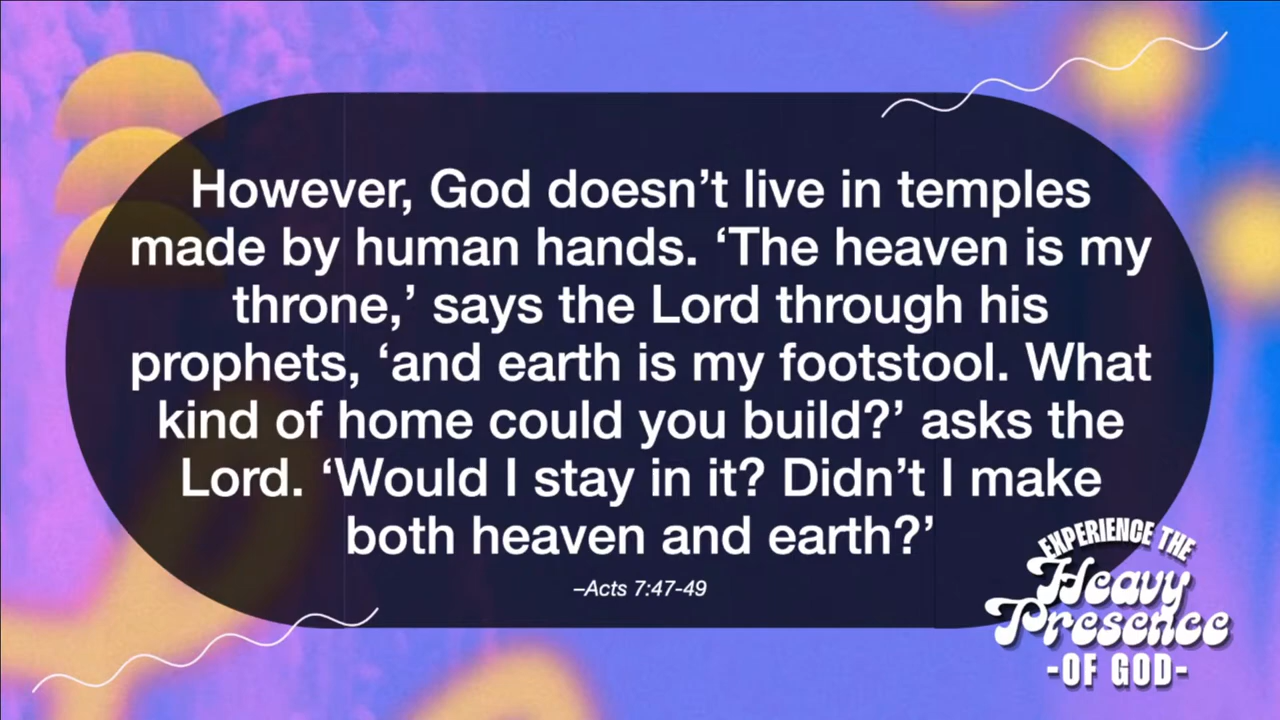 However, God doesn’t live in temples
made by human hands. ‘The heaven is my
throne,’ says the Lord through his
prophets, ‘and earth is my footstool. What
kind of home could you build?’ asks the
Lord. ‘Would I stay in it? Didn’t I make
both heaven and earth?’
–Acts 7:47-49
EXPERIENCE THE
Heavy
Presence
-OF GOD-